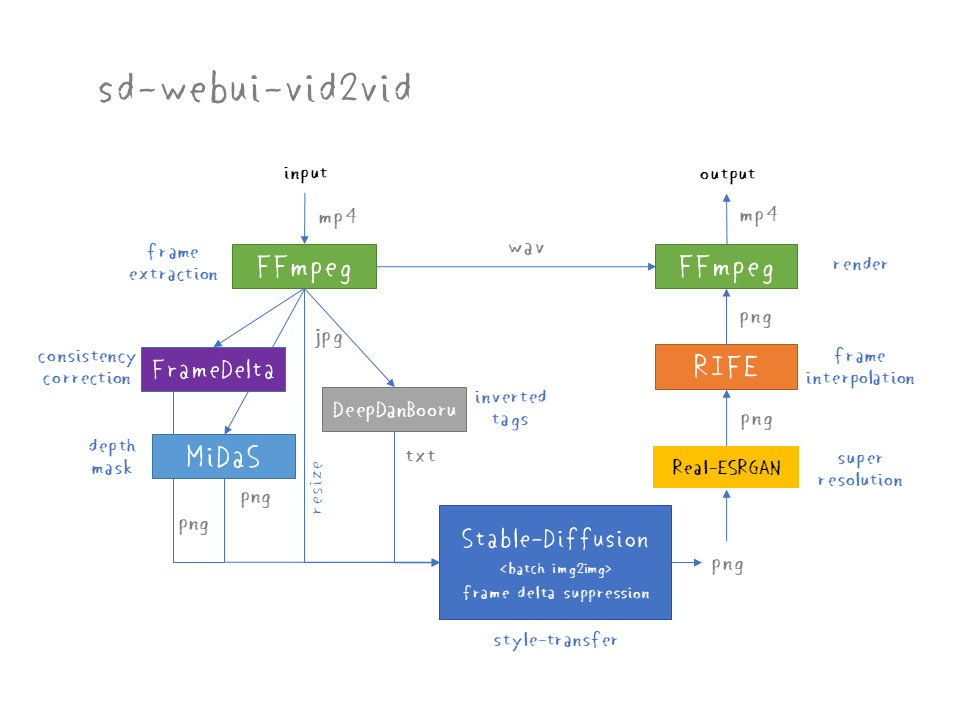 sd-webui-vid2vid
input
output
mp4
mp4
frame
extraction
FFmpeg
wav
FFmpeg
render
jpg
png
consistency
correction
FrameDelta
RIFE
frame
interpolation
DeepDanBooru
inverted
tags
png
depth
mask
MiDaS
txt
Real-ESRGAN
super
resolution
resize
png
png
Stable-Diffusion
<batch img2img>
frame delta suppression
png
style-transfer